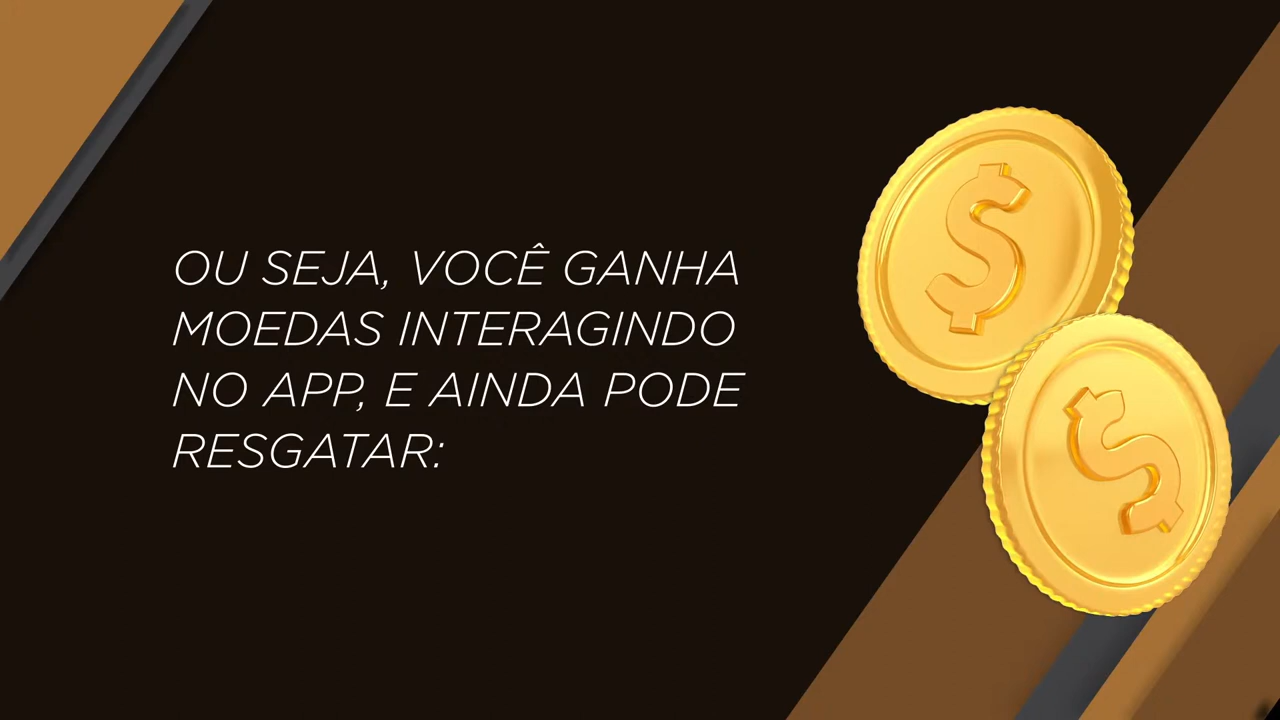 OU SEJA, VOCÊ GANHA
MOEDAS INTERAGINDO
NO APP, E AINDA PODE
RESGATAR: